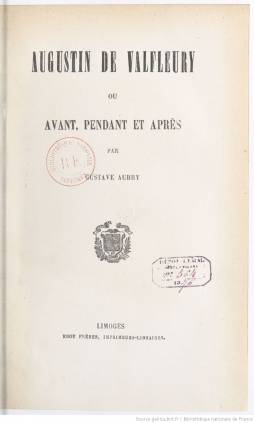 AUGUSTIN DE VALFLEURY
OU
AVANT, PENDANT ET APRÈS
PAR
GUSTAVE AUBRY
LIMOGES
FRÈRES, IMPRIMEURS-LIBRAIRES.
Source gallica.bnf.fr / Bibliothèque nationale de France